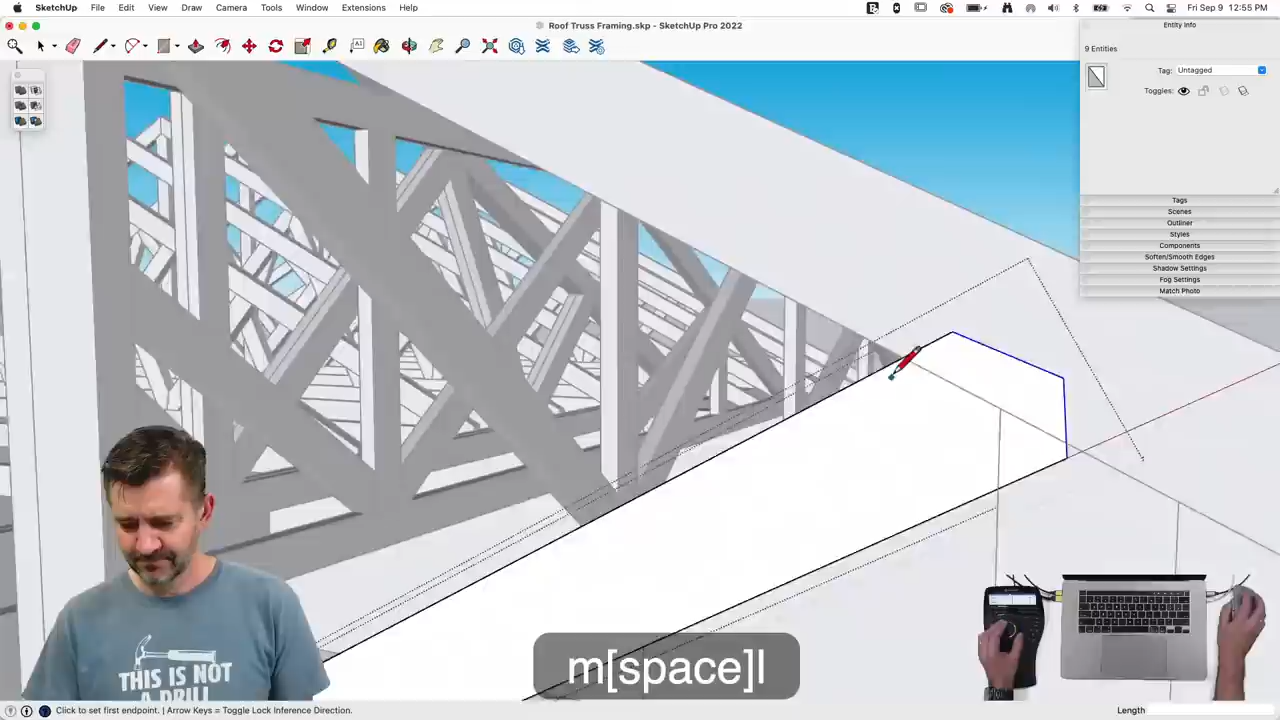 SketchUp File Edit View Draw Camera Tools Window Extensions Help
Fri Sep 9 12:55 PM
Roof Truss Framing.skp - SketchUp Pro 2022
Entity Info
9 Entities
Tag: Untagged
Toggles:
Tags
Scenes
Outliner
Styles
Components
Soften/Smooth Edges
Shadow Settings
Fog Settings
Match Photo
THIS IS NOT
A DRILL
m[space]l
Click to set first endpoint. | Arrow Keys = Toggle Lock Inference Direction.
Length